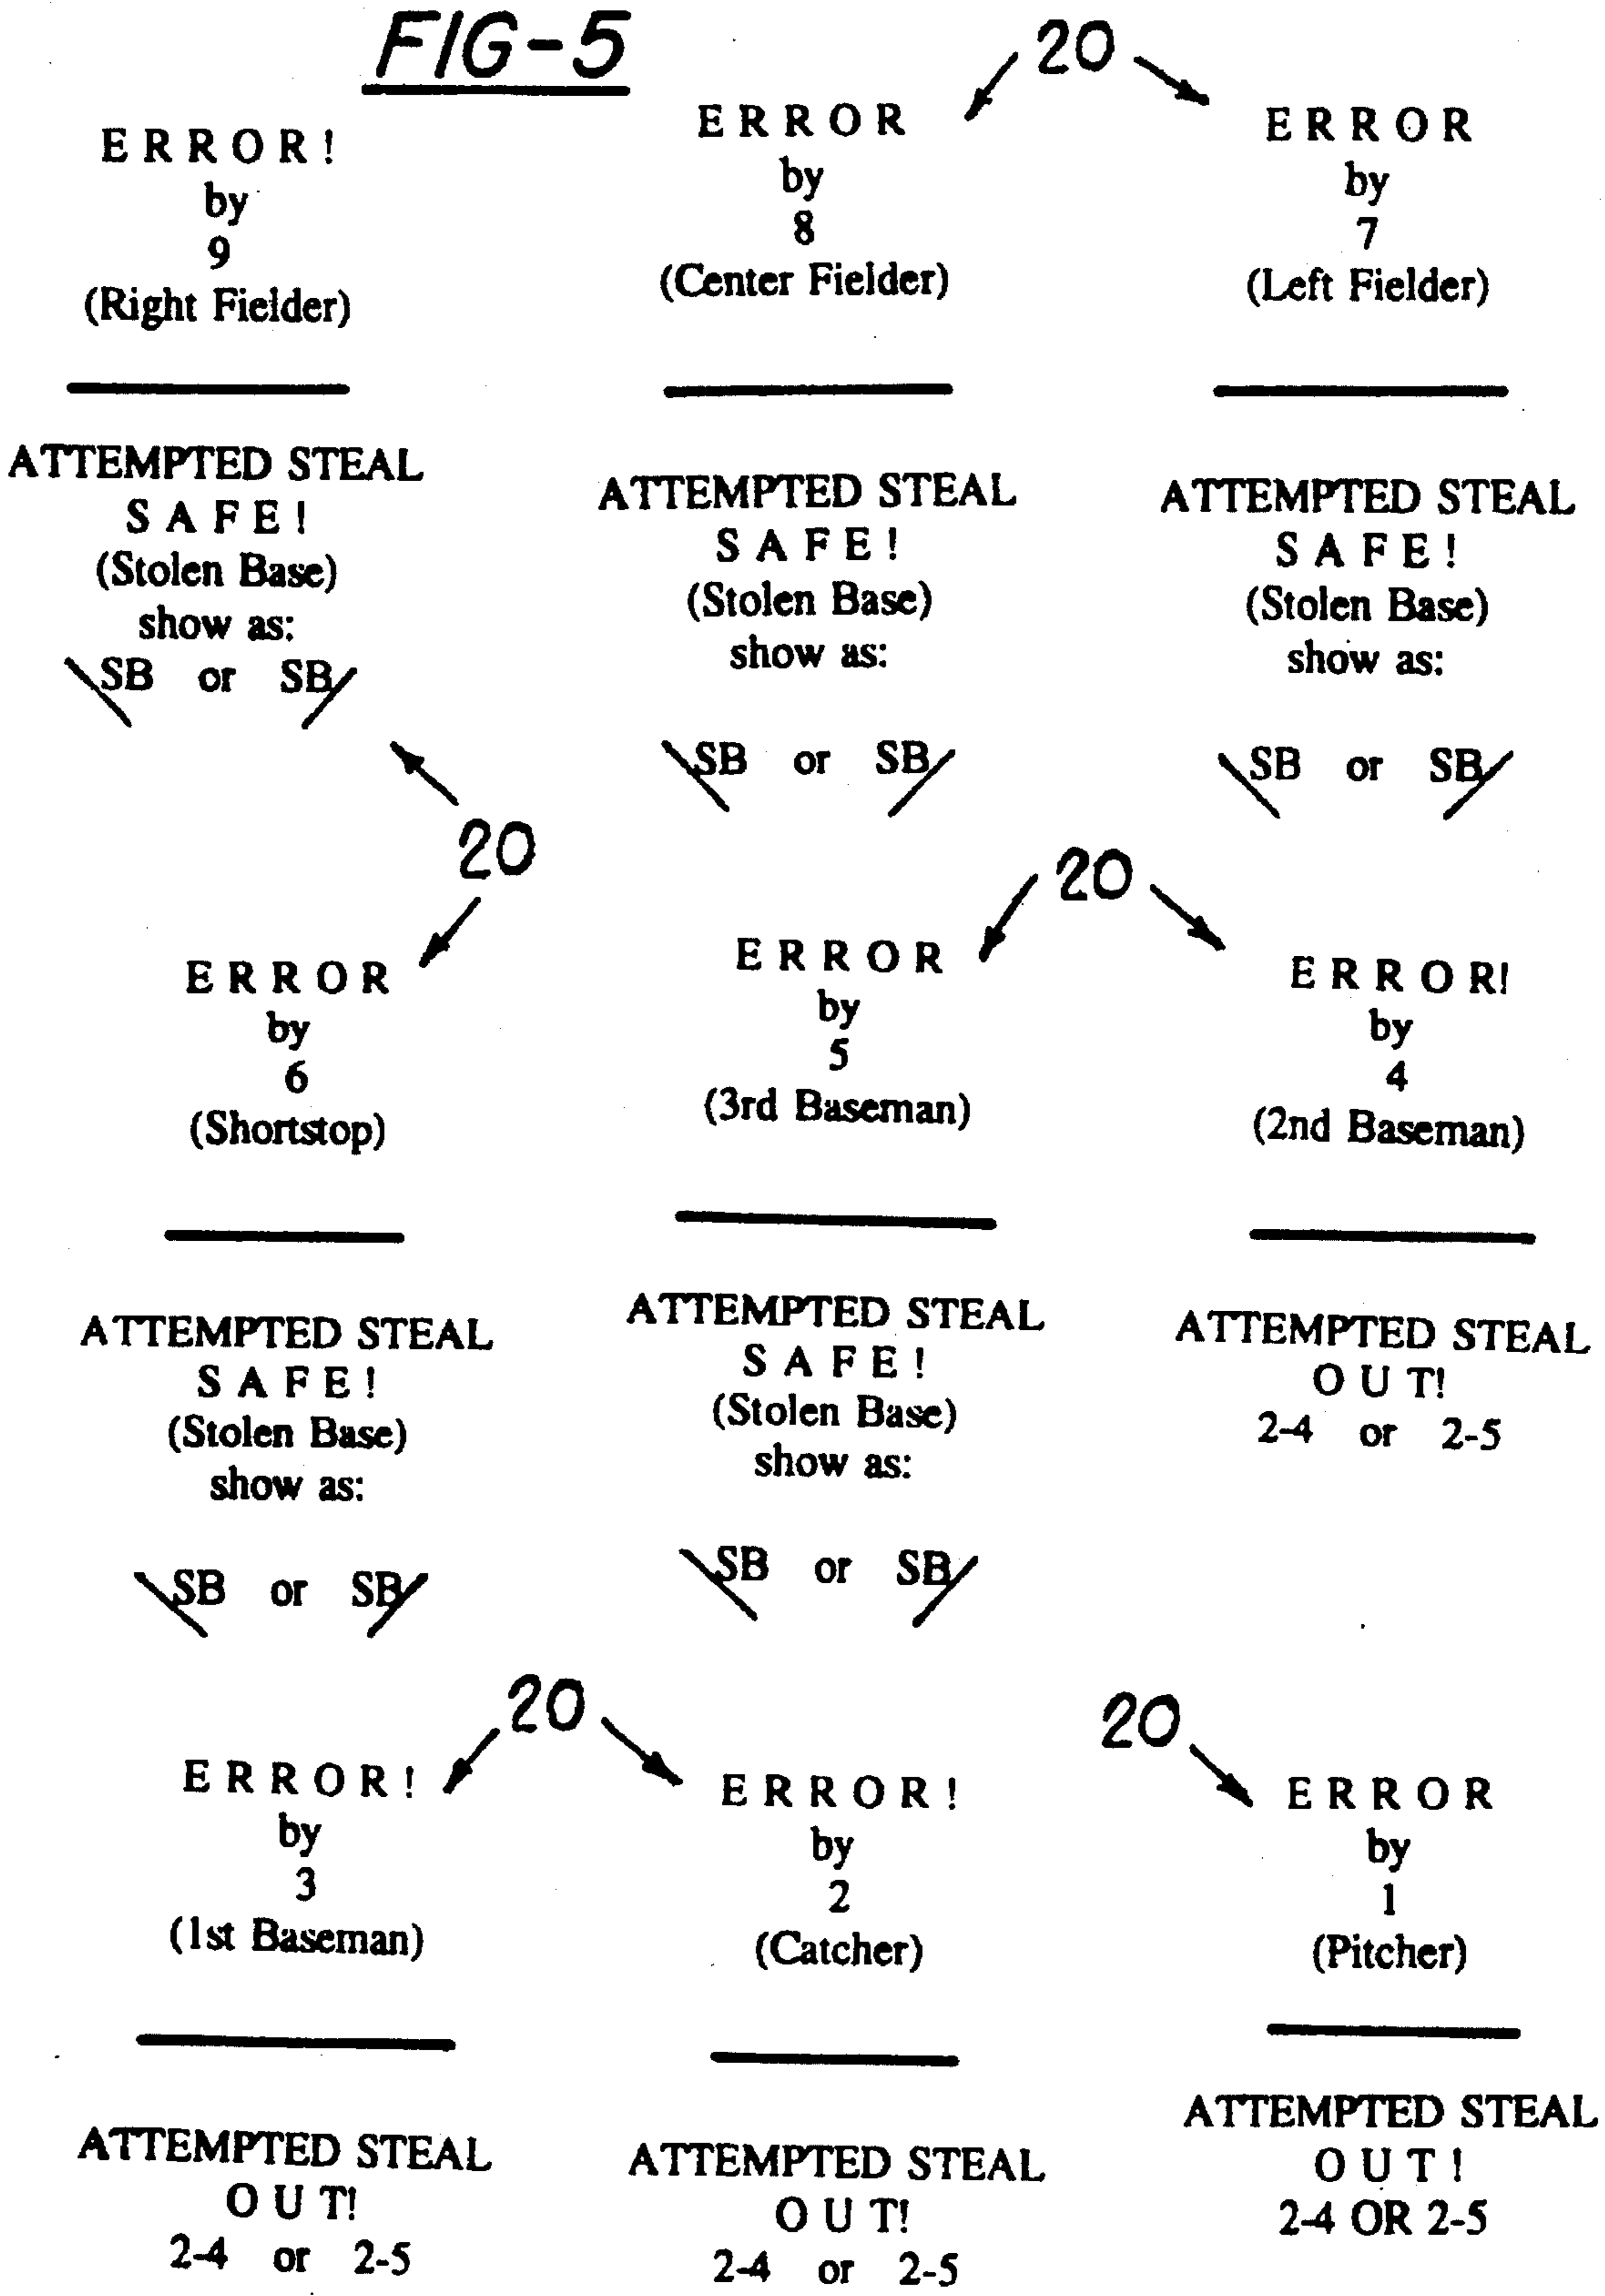 FIG-5
20
ERROR!
by
9
(Right Fielder)
ATTEMPTED STEAL
SAFE!
(Stolen Base)
show as:
\SB or SB/
ERROR
by
8
(Center Fielder)
ATTEMPTED STEAL
SAFE!
(Stolen Base)
show as:
\SB or SB/
ERROR
by
7
(Left Fielder)
ATTEMPTED STEAL
SAFE!
(Stolen Base)
show as:
\SB or SB/
20
20
ERROR
by
6
(Shortstop)
ATTEMPTED STEAL
SAFE!
(Stolen Base)
show as:
\SB or SB/
ERROR
by
5
(3rd Baseman)
ATTEMPTED STEAL
SAFE!
(Stolen Base)
show as:
\SB or SB/
ERROR!
by
4
(2nd Baseman)
ATTEMPTED STEAL
OUT!
2-4 or 2-5
20
20
ERROR!
by
3
(1st Baseman)
ATTEMPTED STEAL
OUT!
2-4 or 2-5
ERROR!
by
2
(Catcher)
ATTEMPTED STEAL
OUT!
2-4 or 2-5
ERROR
by
1
(Pitcher)
ATTEMPTED STEAL
OUT!
2-4 OR 2-5